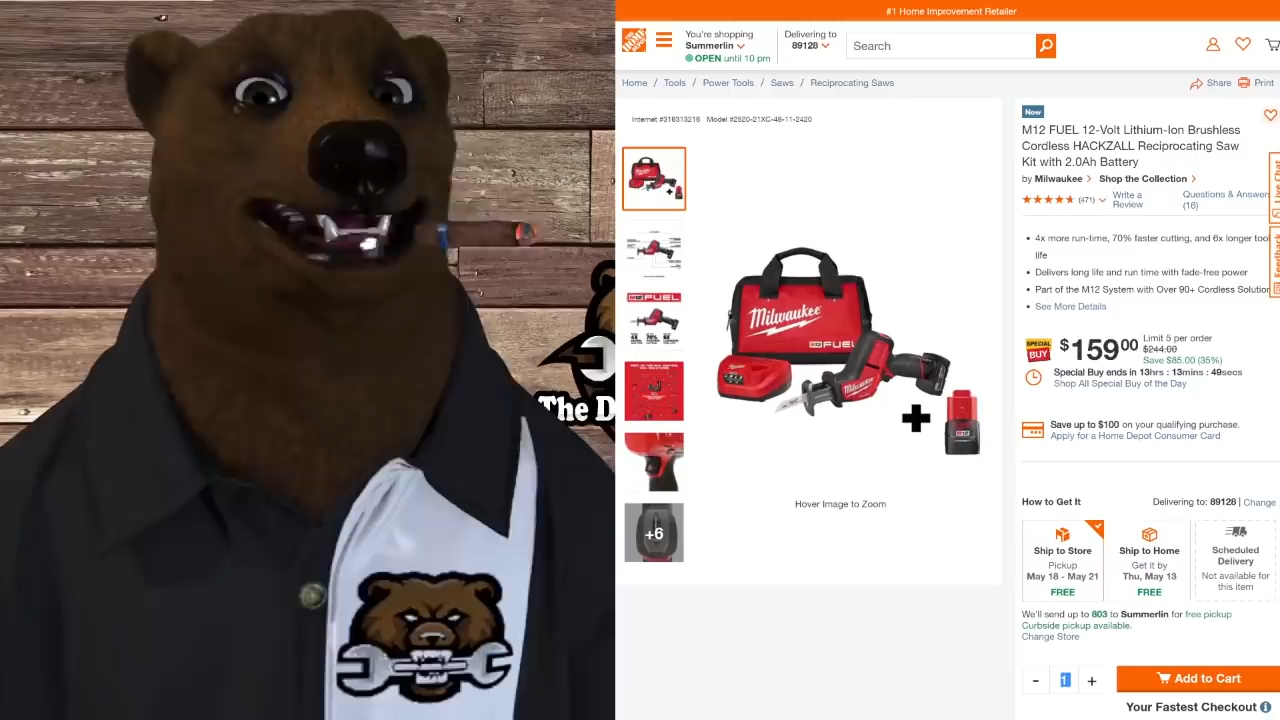 The D
#1 Home Improvement Retailer
You're shopping
Summerlin
OPEN until 10 pm
Delivering to
89128
Search
Home / Tools / Power Tools / Saws / Reciprocating Saws
Share
Print
Internet #316313216 Model #2520-21XC-48-11-2420
+6
Milwaukee
FUEL
Hover Image to Zoom
New
M12 FUEL 12-Volt Lithium-Ion Brushless
Cordless HACKZALL Reciprocating Saw
Kit with 2.0Ah Battery
by Milwaukee > Shop the Collection >
(471)
Write a
Review
Questions & Answers
(16)
Live Chat
Feedback
4x more run-time, 70% faster cutting, and 6x longer tool
life
Delivers long life and run time with fade-free power
Part of the M12 System with Over 90+ Cordless Solution
See More Details
SPECIAL
BUY
$159 00
Limit 5 per order
$244.00
Save $85.00 (35%)
Special Buy ends in 13hrs : 13mins : 49secs
Shop All Special Buy of the Day
Save up to $100 on your qualifying purchase.
Apply for a Home Depot Consumer Card
How to Get It
Delivering to: 89128 | Change
Ship to Store
Pickup
May 18 - May 21
FREE
Ship to Home
Get it by
Thu, May 13
FREE
Scheduled
Delivery
Not available for
this item
We'll send up to 803 to Summerlin for free pickup
Curbside pickup available.
Change Store
- 1 +
Add to Cart
Your Fastest Checkout